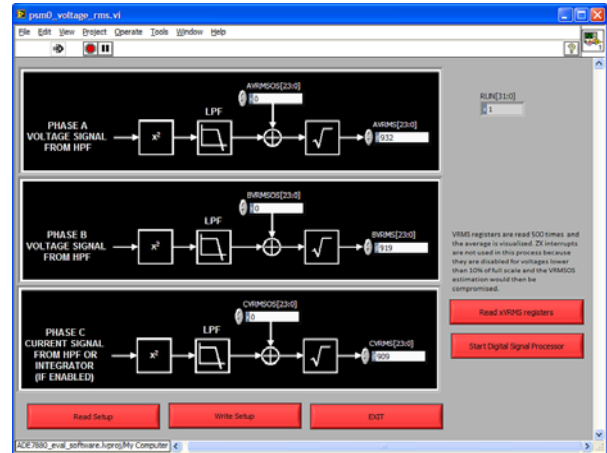 psm0_voltage_rms.vi
File Edit View Project Operate Tools Window Help
AVRMSOS[23:0]
0
LPF
PHASE A
VOLTAGE SIGNAL
FROM HPF
x²
AVRMS[23:0]
932
RUN[31:0]
1
BVRMSOS[23:0]
0
LPF
PHASE B
VOLTAGE SIGNAL
FROM HPF
x²
BVRMS[23:0]
919
VRMS registers are read 500 times and
the average is visualized. ZX interrupts
are not used in this process because
they are disabled for voltages lower
than 10% of full scale and the VRMSOS
estimation would then be
compromised.
CVRMSOS[23:0]
0
LPF
PHASE C
CURRENT SIGNAL
FROM HPF OR
INTEGRATOR
(IF ENABLED)
x²
CVRMS[23:0]
909
Read xVRMS registers
Start Digital Signal Processor
Read Setup
Write Setup
EXIT
ADE7880_eval_software.lvproj/My Computer